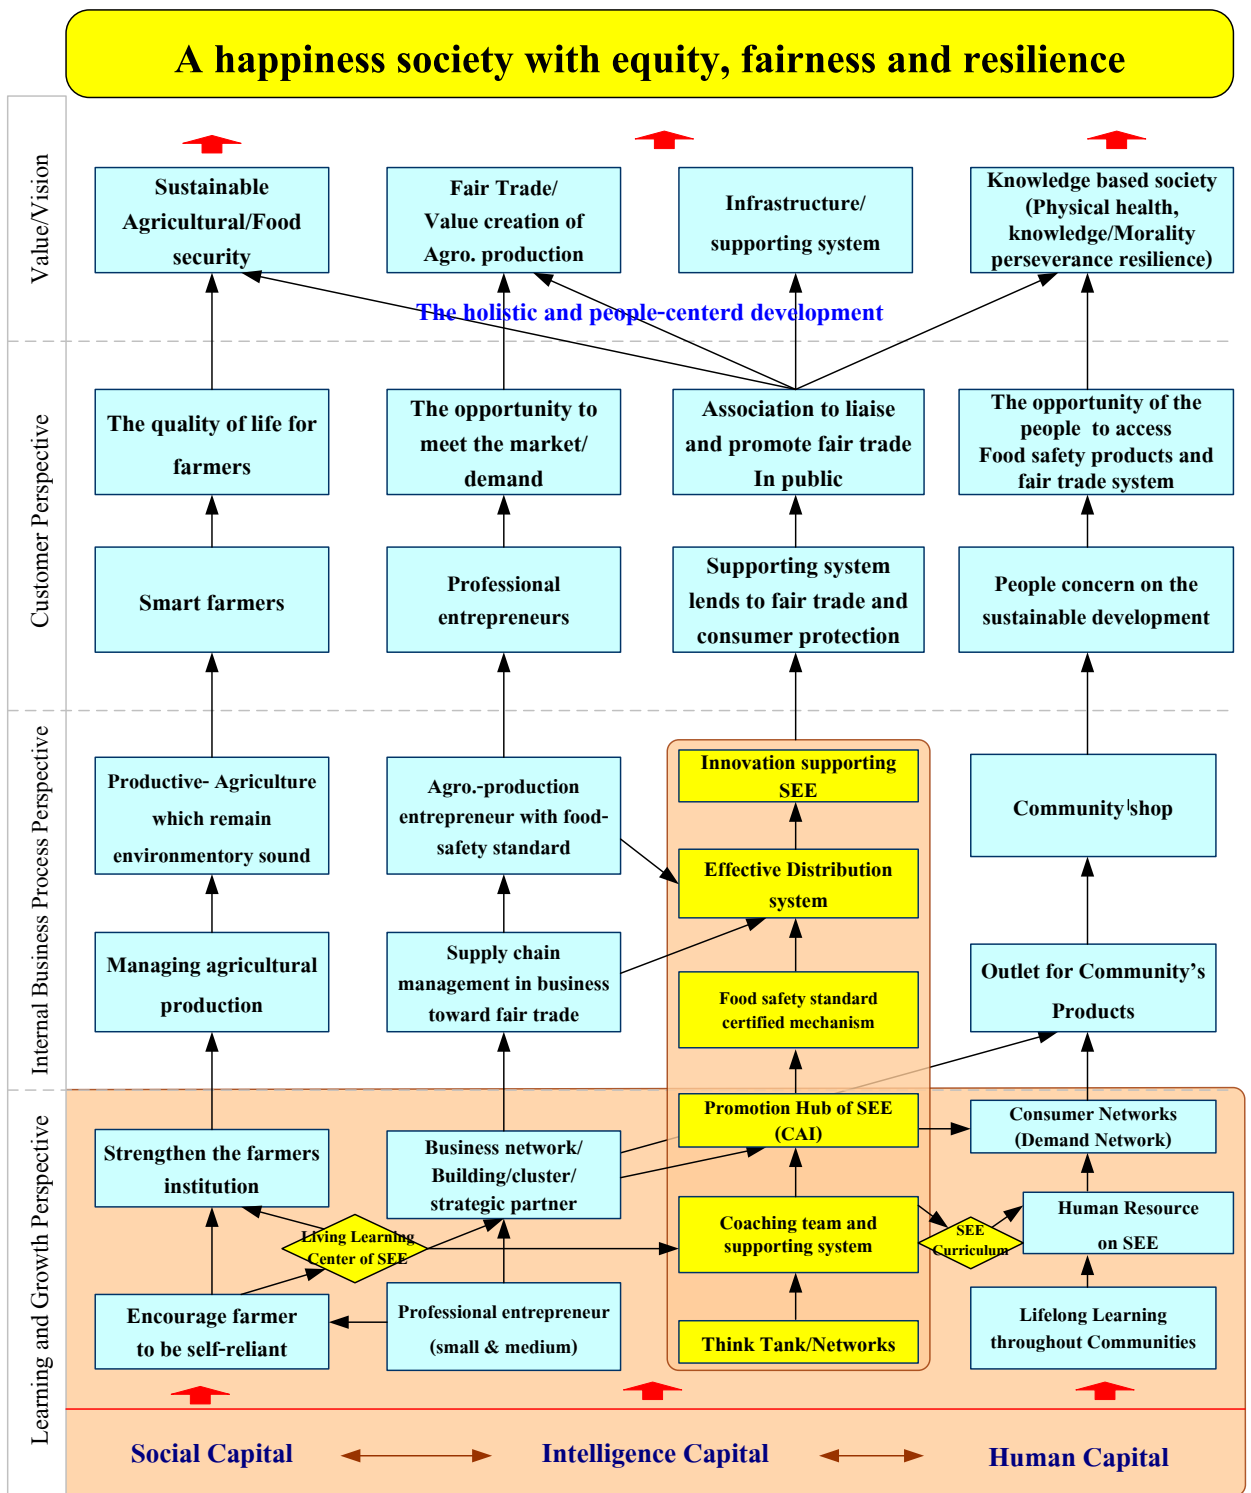 A happiness society with equity, fairness and resilience
Value/Vision
Sustainable
Agricultural/Food
security
Fair Trade/
Value creation of
Agro. production
Infrastructure/
supporting system
Knowledge based society
(Physical health,
knowledge/Morality
perseverance resilience)
The holistic and people-centerd development
Customer Perspective
The quality of life for
farmers
The opportunity to
meet the market/
demand
Association to liaise
and promote fair trade
In public
The opportunity of the
people to access
Food safety products and
fair trade system
Smart farmers
Professional
entrepreneurs
Supporting system
lends to fair trade and
consumer protection
People concern on the
sustainable development
Internal Business Process Perspective
Productive- Agriculture
which remain
environmentory sound
Agro.-production
entrepreneur with food-
safety standard
Innovation supporting
SEE
Effective Distribution
system
Community shop
Managing agricultural
production
Supply chain
management in business
toward fair trade
Food safety standard
certified mechanism
Outlet for Community's
Products
Learning and Growth Perspective
Strengthen the farmers
institution
Business network/
Building/cluster/
strategic partner
Promotion Hub of SEE
(CAI)
Consumer Networks
(Demand Network)
Living Learning
Center of SEE
Coaching team and
supporting system
SEE
Curriculum
Human Resource
on SEE
Encourage farmer
to be self-reliant
Professional entrepreneur
(small & medium)
Think Tank/Networks
Lifelong Learning
throughout Communities
Social Capital
Intelligence Capital
Human Capital